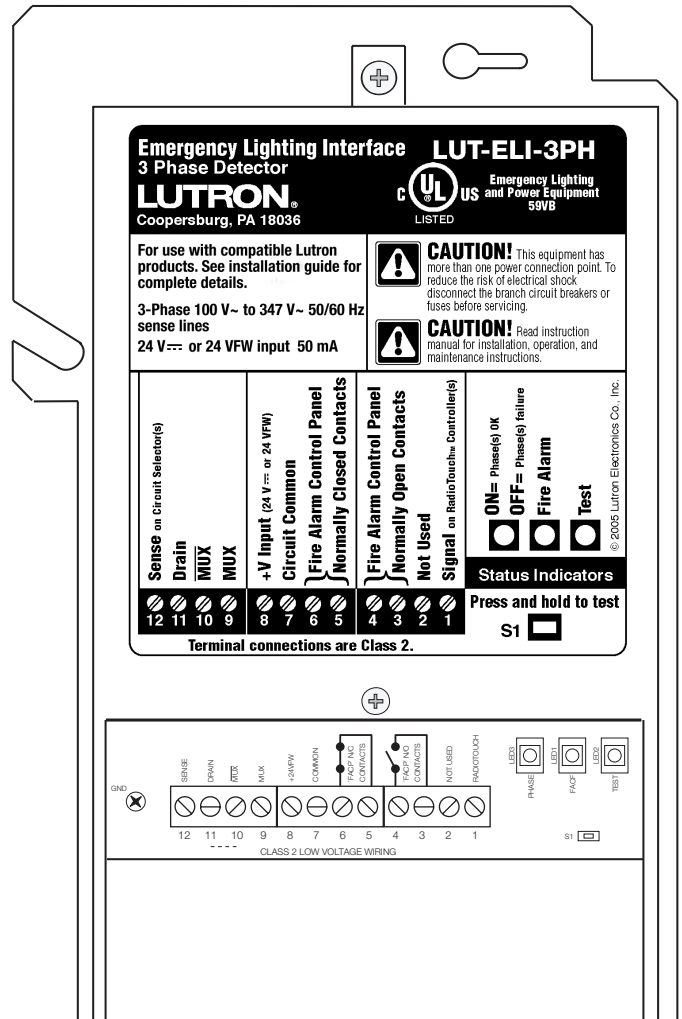 Emergency Lighting Interface
3 Phase Detector
LUTRON®
Coopersburg, PA 18036
LUT-ELI-3PH
C UL® US
LISTED
Emergency Lighting
and Power Equipment
59VB
For use with compatible Lutron
products. See installation guide for
complete details.
3-Phase 100 V~ to 347 V~ 50/60 Hz
sense lines
24 V⎓ or 24 VFW input 50 mA
CAUTION! This equipment has
more than one power connection point. To
reduce the risk of electrical shock
disconnect the branch circuit breakers or
fuses before servicing.
CAUTION! Read instruction
manual for installation, operation, and
maintenance instructions.
Sense on Circuit Selector(s)
Drain
M̅U̅X̅
MUX
+V Input (24 V⎓ or 24 VFW)
Circuit Common
Fire Alarm Control Panel
Normally Closed Contacts
Fire Alarm Control Panel
Normally Open Contacts
Not Used
Signal on RadioTouch™ Controller(s)
ON= Phase(s) OK
OFF= Phase(s) failure
Fire Alarm
Test
© 2005 Lutron Electronics Co., Inc.
Status Indicators
12 11 10 9 8 7 6 5 4 3 2 1
Press and hold to test
S1
Terminal connections are Class 2.
GND
SENSE
DRAIN
M̅U̅X̅
MUX
+24VFW
COMMON
"FACP" N/C
CONTACTS
"FACP" N/O
CONTACTS
NOT USED
RADIOTOUCH
LED3
PHASE
LED1
FACP
LED2
TEST
12 11 10 9 8 7 6 5 4 3 2 1
S1
CLASS 2 LOW VOLTAGE WIRING